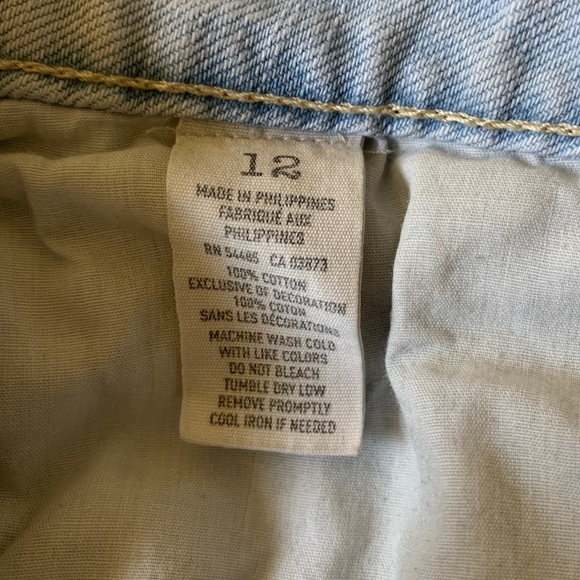 12
MADE IN PHILIPPINES
FABRIQUÉ AUX
PHILIPPINES
RN 54485 CA 03873
100% COTTON
EXCLUSIVE OF DECORATION
100% COTON
SANS LES DÉCORATIONS
MACHINE WASH COLD
WITH LIKE COLORS
DO NOT BLEACH
TUMBLE DRY LOW
REMOVE PROMPTLY
COOL IRON IF NEEDED